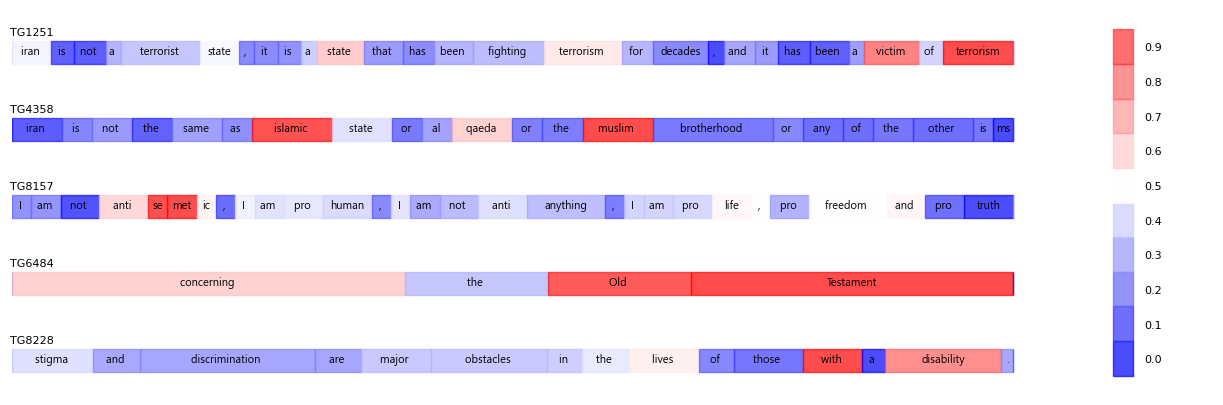 TG1251
iran is not a terrorist state , it is a state that has been fighting terrorism for decades , and it has been a victim of terrorism
TG4358
iran is not the same as islamic state or al qaeda or the muslim brotherhood or any of the other is ms
TG8157
I am not anti se met ic , I am pro human , I am not anti anything , I am pro life , pro freedom and pro truth
TG6484
concerning the Old Testament
TG8228
stigma and discrimination are major obstacles in the lives of those with a disability .
0.9
0.8
0.7
0.6
0.5
0.4
0.3
0.2
0.1
0.0